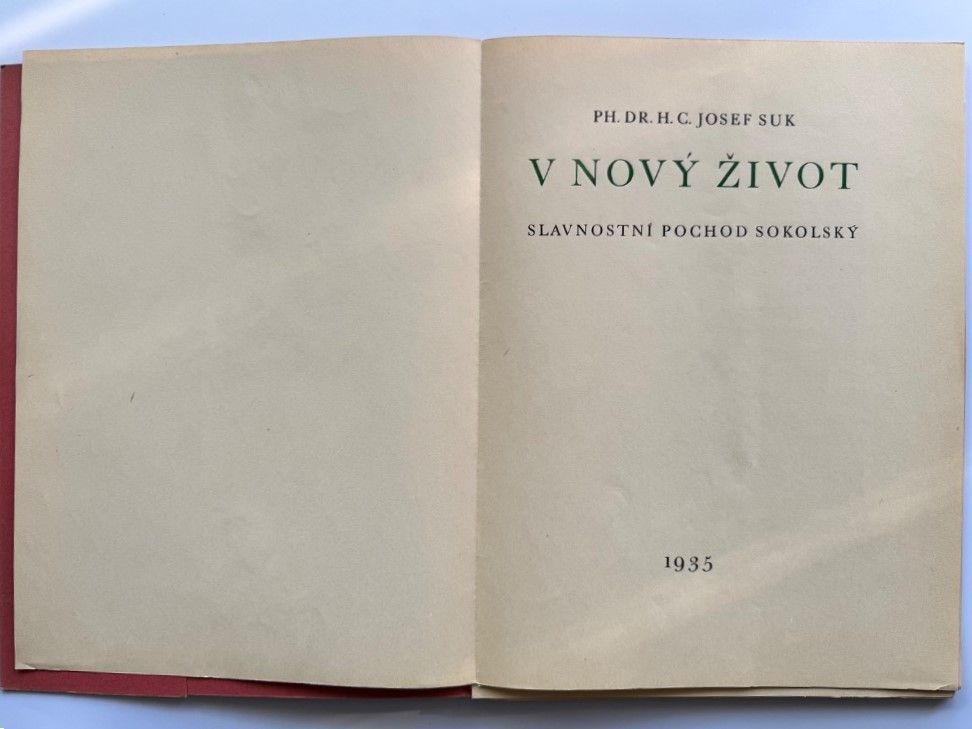 PH. DR. H. C. JOSEF SUK
V NOVÝ ŽIVOT
SLAVNOSTNÍ POCHOD SOKOLSKÝ
1935